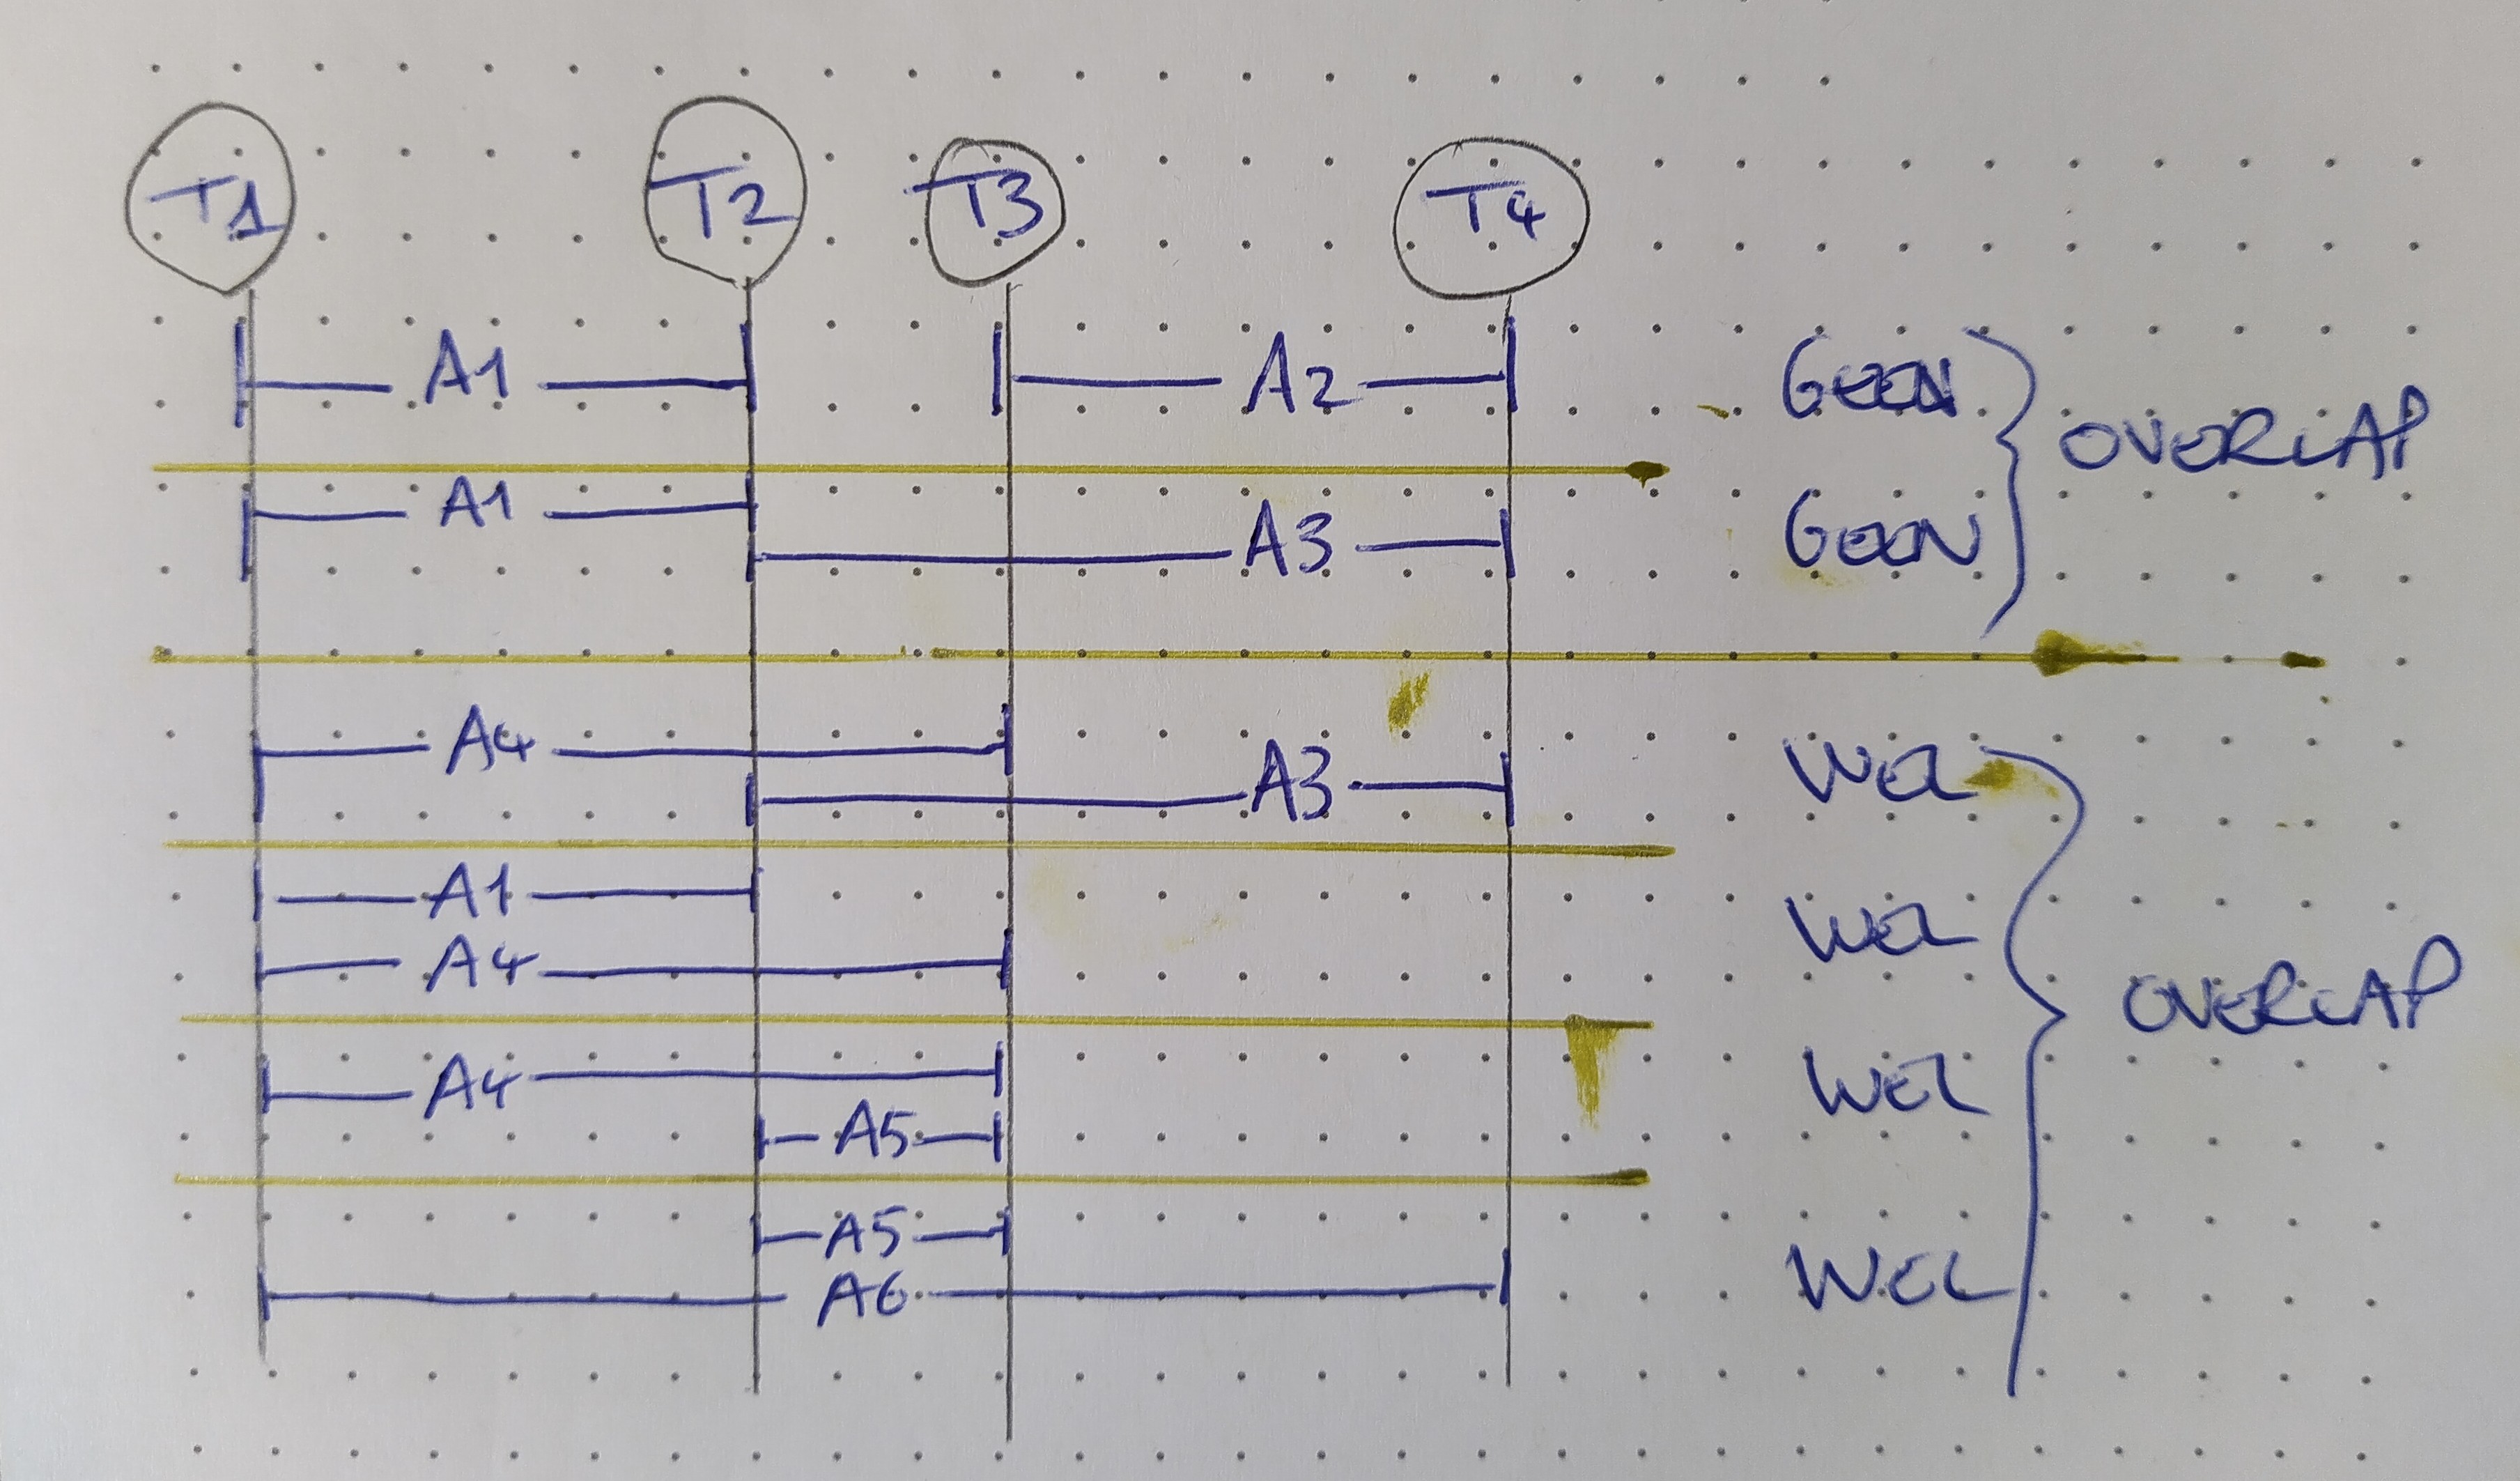 T1 T2 T3 T4
A1 A2 GEEN
OVERLAP
A1 A3 GEEN
A4 A3 WEL
A1 WEL
A4
OVERLAP
A4 WEL
A5
A5 WEL
A6